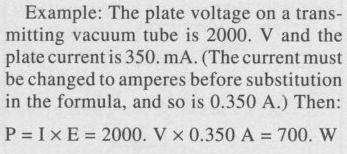 Example: The plate voltage on a trans-
mitting vacuum tube is 2000. V and the
plate current is 350. mA. (The current must
be changed to amperes before substitution
in the formula, and so is 0.350 A.) Then:
P = I × E = 2000. V × 0.350 A = 700. W